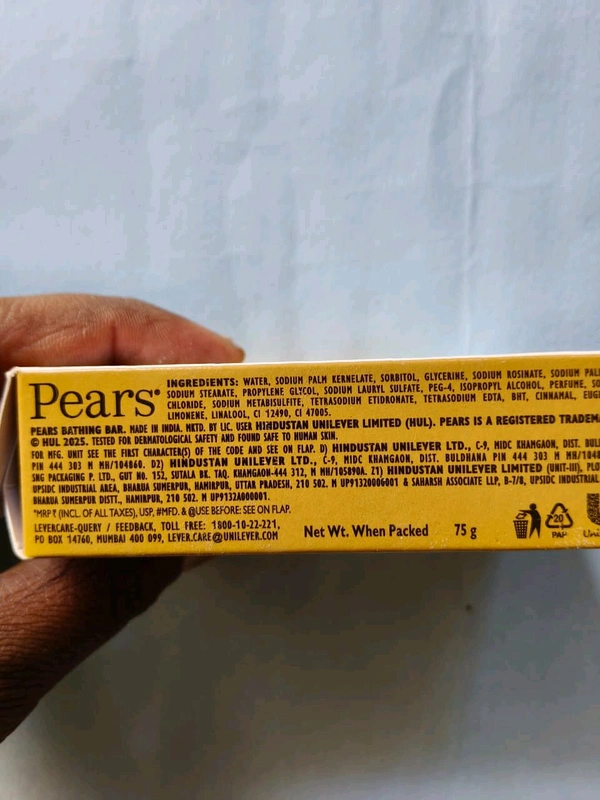 Pears®
INGREDIENTS: WATER, SODIUM PALM KERNELATE, SORBITOL, GLYCERINE, SODIUM ROSINATE, SODIUM
SODIUM STEARATE, PROPYLENE GLYCOL, SODIUM LAURYL SULFATE, PEG-4, ISOPROPYL ALCOHOL, PERFUME,
CHLORIDE, SODIUM METABISULFITE, TETRASODIUM ETIDRONATE, TETRASODIUM EDTA, BHT, CINNAMAL,
LIMONENE, LINALOOL, CI 12490, CI 47005.
PEARS BATHING BAR. MADE IN INDIA. MKTD. BY LIC. USER HINDUSTAN UNILEVER LIMITED (HUL). PEARS IS A REGISTERED
© HUL 2025. TESTED FOR DERMATOLOGICAL SAFETY AND FOUND SAFE TO HUMAN SKIN.
FOR MFG. UNIT SEE THE FIRST CHARACTER(S) OF THE CODE AND SEE ON FLAP. D) HINDUSTAN UNILEVER LTD., C-9, MIDC KHAMGAON, DIST.
PIN 444 303 M MH/104860. D2) HINDUSTAN UNILEVER LTD., C-9, MIDC KHAMGAON, DIST. BULDHANA PIN 444 303 M
SNG PACKAGING P. LTD., GUT NO. 152, SUTALA BK. TAQ. KHAMGAON-444 312, M MH/105890A. Z1) HINDUSTAN UNILEVER LIMITED (UNIT-III),
UPSIDC INDUSTRIAL AREA, BHARUA SUMERPUR, HAMIRPUR, UTTAR PRADESH, 210 502. M UP9132006001 & SAHARSH ASSOCIATE LLP, B-7/8, UPSIDC INDUSTRIAL
BHARUA SUMERPUR DIST., HAMIRPUR, 210 502. M UP9132A000001.
*MRP ₹ (INCL. OF ALL TAXES), USP, #MFG. & @USE BEFORE: SEE ON FLAP.
LEVERCARE-QUERY / FEEDBACK, TOLL FREE: 1800-10-22-221,
PO BOX 14760, MUMBAI 400 099, LEVER.CARE@UNILEVER.COM
Net Wt. When Packed 75 g
20
PAP